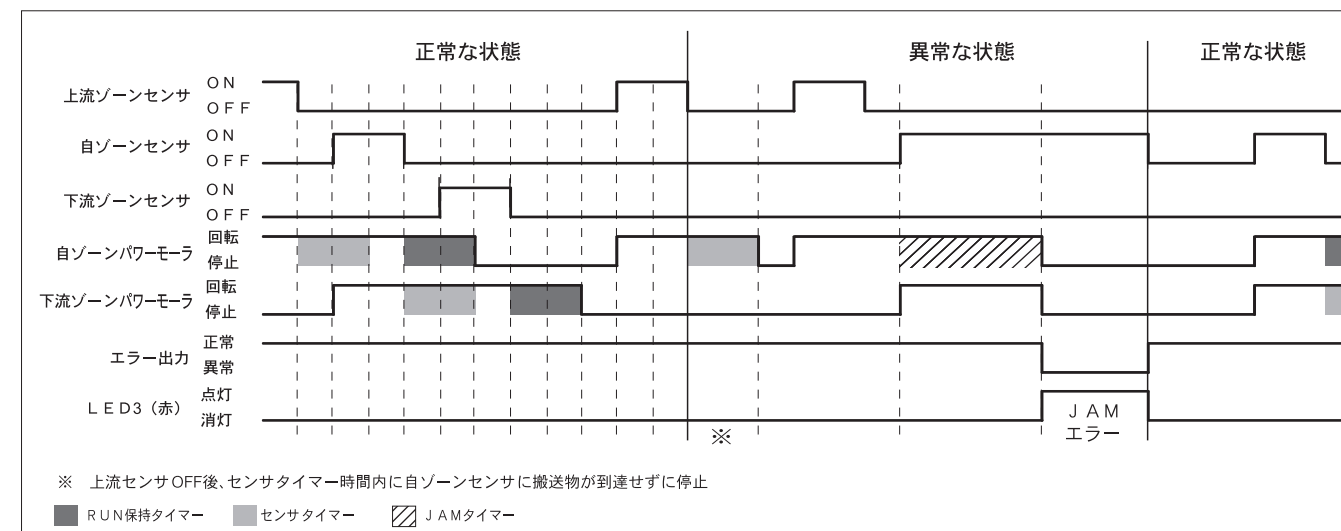 正常な状態 異常な状態 正常な状態
上流ゾーンセンサ ON
OFF
自ゾーンセンサ ON
OFF
下流ゾーンセンサ ON
OFF
自ゾーンパワーモーラ 回転
停止
下流ゾーンパワーモーラ 回転
停止
エラー出力 正常
異常
LED3（赤） 点灯
消灯
JAM
エラー
※
※ 上流センサOFF後、センサタイマー時間内に自ゾーンセンサに搬送物が到達せずに停止
RUN保持タイマー センサタイマー JAMタイマー